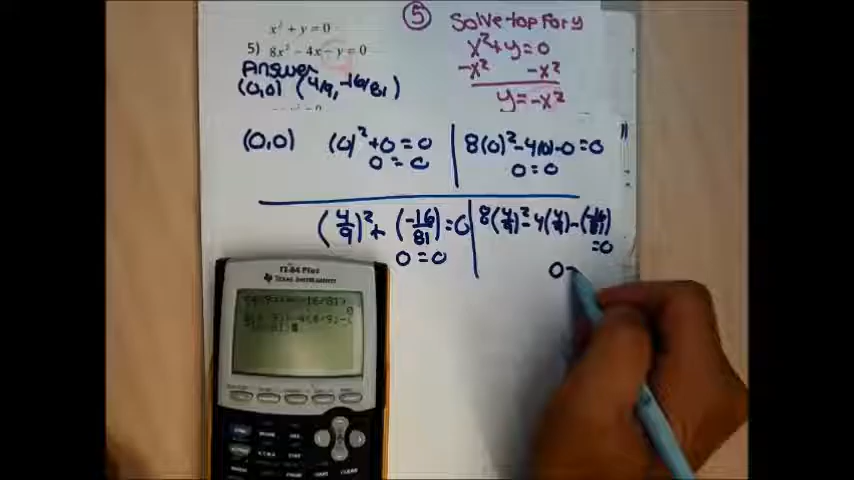 x² + y = 0
5) 8x² - 4x - y = 0
Answer
(0,0) (4/9, -16/81)
⑤ Solve top for y
x² + y = 0
-x² -x²
y = -x²
(0,0) (0)² + 0 = 0 8(0)² - 4(0) - 0 = 0
0 = 0 0 = 0
(4/9)² + (-16/81) = 0 8(4/9)² - 4(4/9) - (-16/81)
= 0
0 = 0 0 =
TI-84 Plus
TEXAS INSTRUMENTS
0
CLEAR